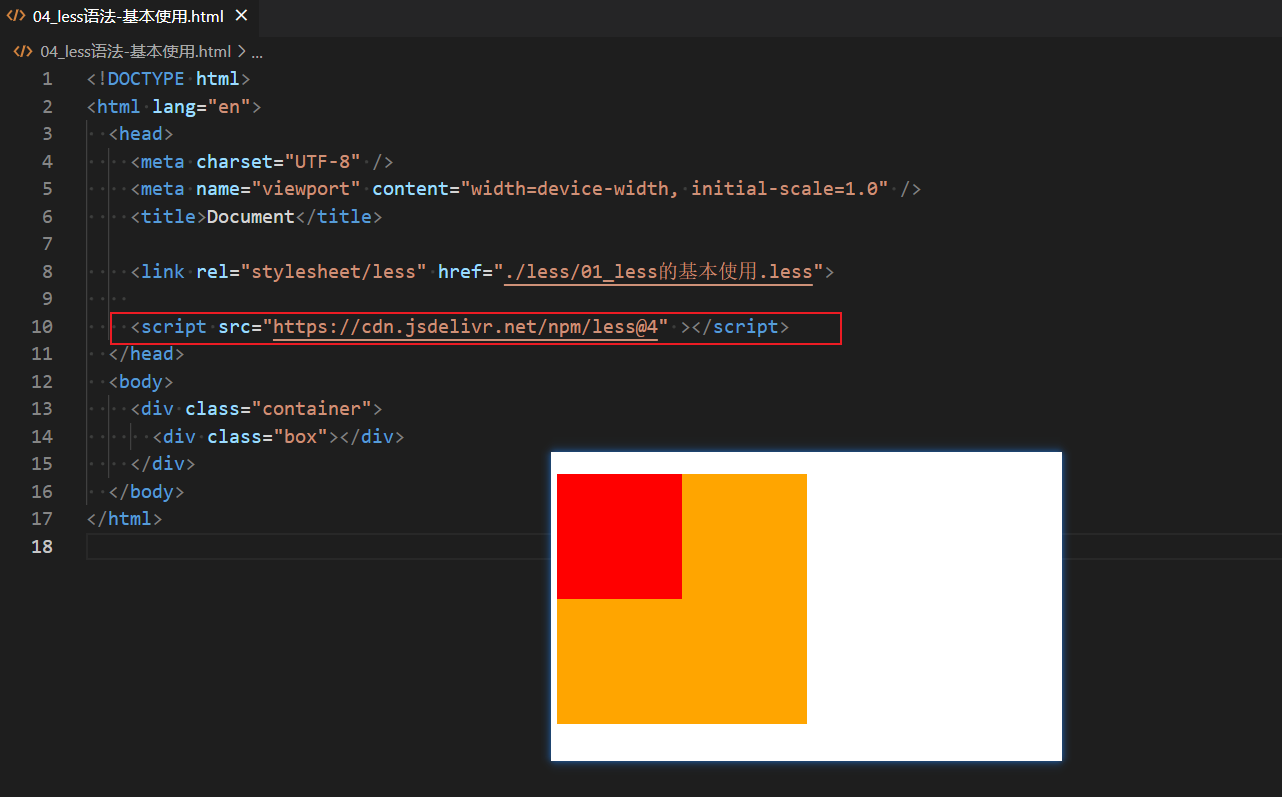 04_less语法-基本使用.html ×
04_less语法-基本使用.html > ...
1 <!DOCTYPE html>
2 <html lang="en">
3 <head>
4 <meta charset="UTF-8" />
5 <meta name="viewport" content="width=device-width, initial-scale=1.0" />
6 <title>Document</title>
7
8 <link rel="stylesheet/less" href="./less/01_less的基本使用.less">
9
10 <script src="https://cdn.jsdelivr.net/npm/less@4" ></script>
11 </head>
12 <body>
13 <div class="container">
14 <div class="box"></div>
15 </div>
16 </body>
17 </html>
18